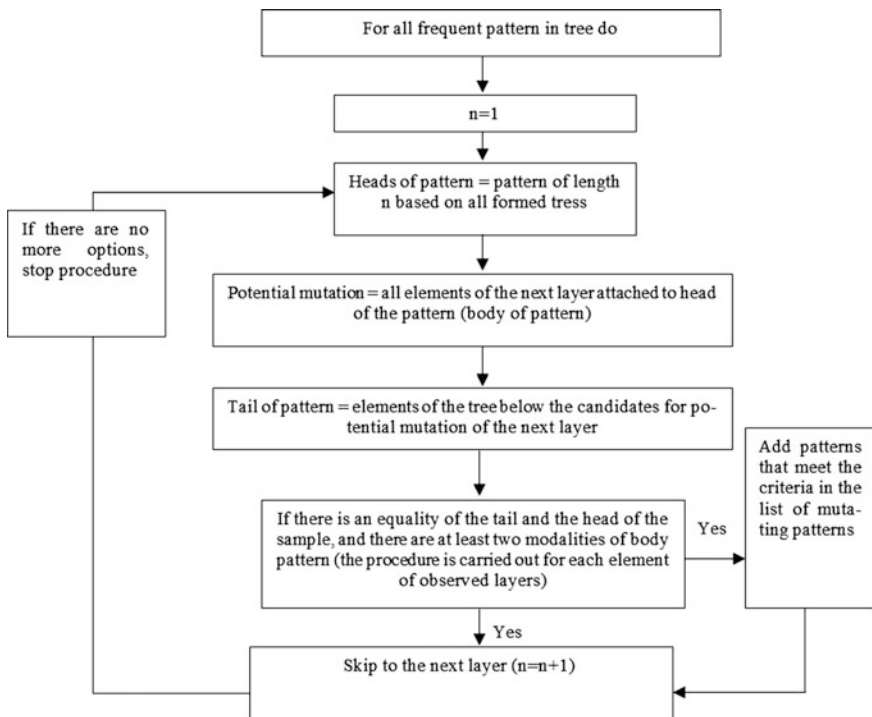 For all frequent pattern in tree do
n=1
Heads of pattern = pattern of length
n based on all formed tress
If there are no
more options,
stop procedure
Potential mutation = all elements of the next layer attached to head
of the pattern (body of pattern)
Tail of pattern = elements of the tree below the candidates for po-
tential mutation of the next layer
Add patterns
that meet the
criteria in the
list of muta-
ting patterns
If there is an equality of the tail and the head of the
sample, and there are at least two modalities of body
pattern (the procedure is carried out for each element
of observed layers)
Yes
Yes
Skip to the next layer (n=n+1)